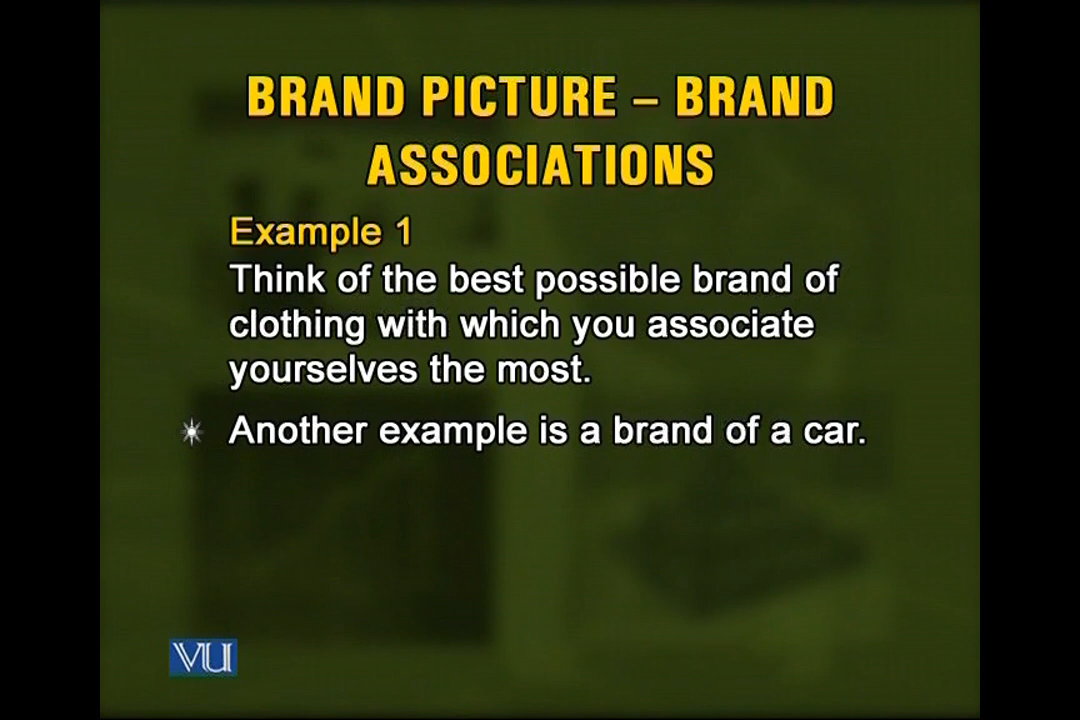 BRAND PICTURE – BRAND
ASSOCIATIONS
Example 1
Think of the best possible brand of
clothing with which you associate
yourselves the most.
Another example is a brand of a car.
VU